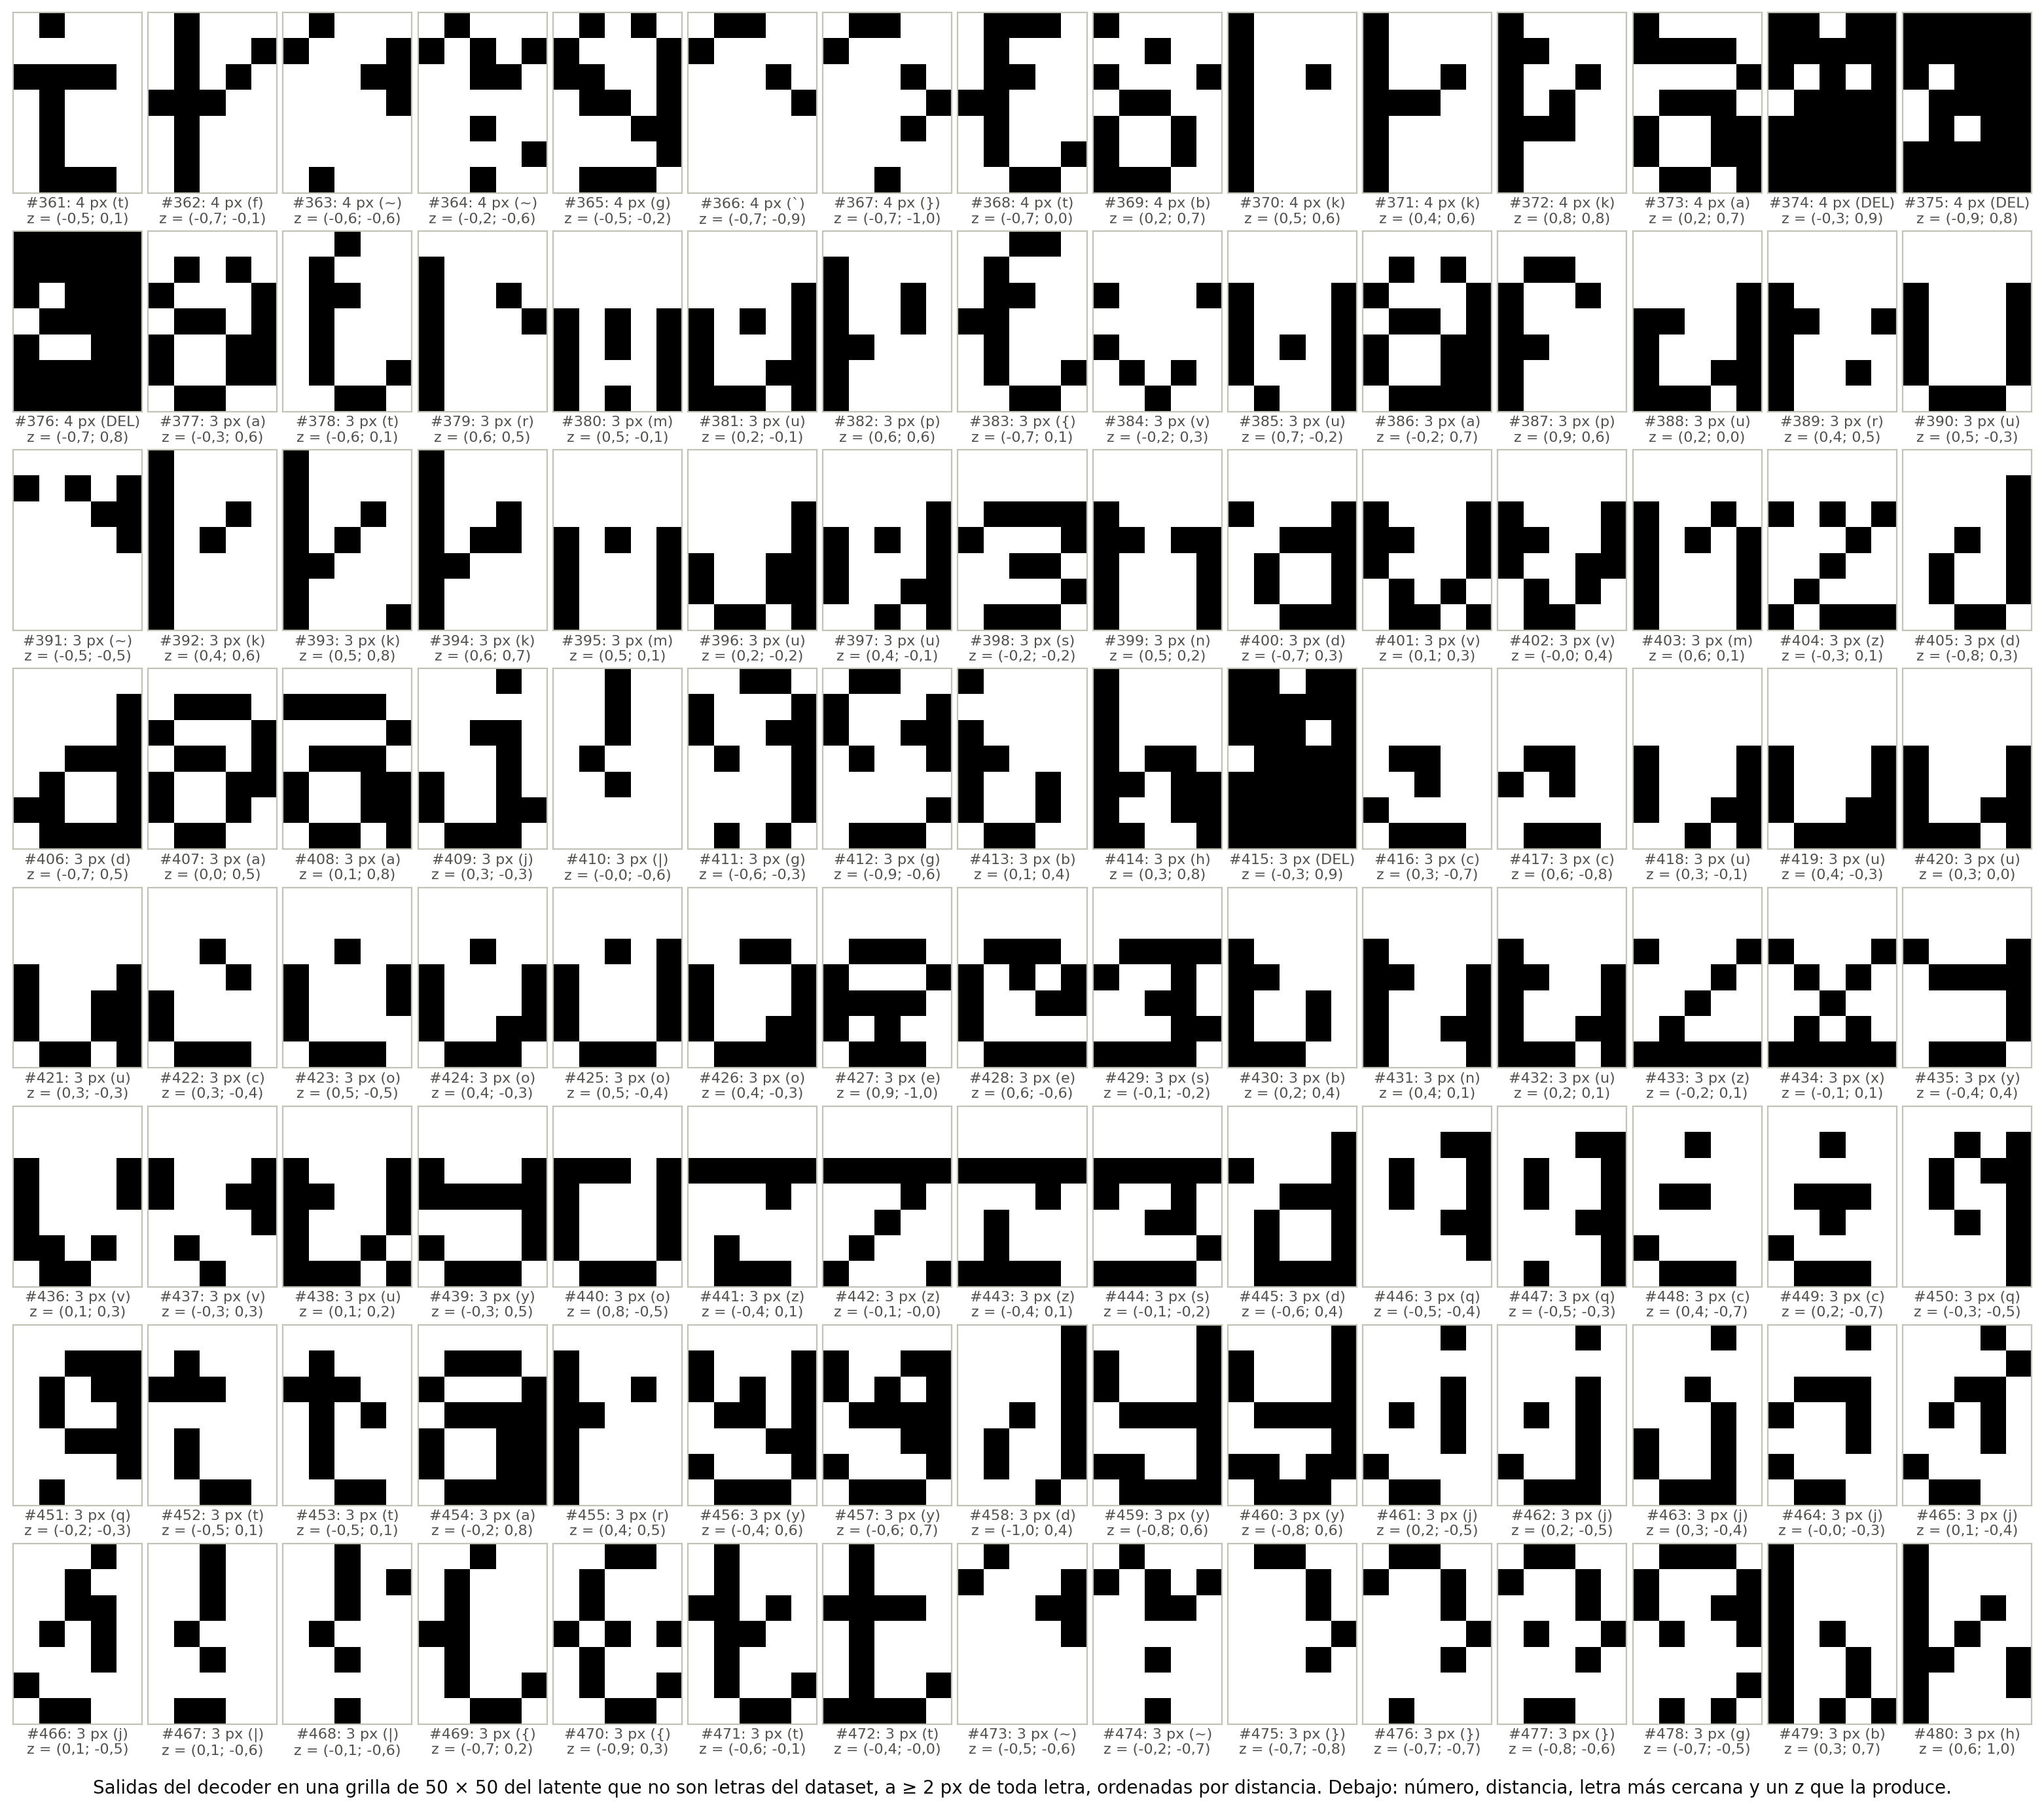 #361: 4 px (t) #362: 4 px (f) #363: 4 px (~) #364: 4 px (~) #365: 4 px (g) #366: 4 px (`) #367: 4 px (}) #368: 4 px (t) #369: 4 px (b) #370: 4 px (k) #371: 4 px (k) #372: 4 px (k) #373: 4 px (a) #374: 4 px (DEL) #375: 4 px (DEL)
z = (-0,5; 0,1) z = (-0,7; -0,1) z = (-0,6; -0,6) z = (-0,2; -0,6) z = (-0,5; -0,2) z = (-0,7; -0,9) z = (-0,7; -1,0) z = (-0,7; 0,0) z = (0,2; 0,7) z = (0,5; 0,6) z = (0,4; 0,6) z = (0,8; 0,8) z = (0,2; 0,7) z = (-0,3; 0,9) z = (-0,9; 0,8)
#376: 4 px (DEL) #377: 4 px (a) #378: 3 px (t) #379: 3 px (r) #380: 3 px (m) #381: 3 px (u) #382: 3 px (p) #383: 3 px ({) #384: 3 px (v) #385: 3 px (u) #386: 3 px (a) #387: 3 px (p) #388: 3 px (u) #389: 3 px (r) #390: 3 px (u)
z = (-0,7; 0,8) z = (-0,3; 0,6) z = (-0,6; 0,1) z = (0,6; 0,5) z = (0,5; -0,1) z = (0,2; -0,1) z = (0,6; 0,6) z = (-0,7; 0,1) z = (-0,2; 0,3) z = (0,7; -0,2) z = (-0,2; 0,7) z = (0,9; 0,6) z = (0,2; 0,0) z = (0,4; 0,5) z = (0,5; -0,3)
#391: 3 px (~) #392: 3 px (k) #393: 3 px (k) #394: 3 px (k) #395: 3 px (m) #396: 3 px (u) #397: 3 px (u) #398: 3 px (s) #399: 3 px (n) #400: 3 px (d) #401: 3 px (v) #402: 3 px (v) #403: 3 px (m) #404: 3 px (z) #405: 3 px (d)
z = (-0,5; -0,5) z = (0,4; 0,6) z = (0,5; 0,8) z = (0,6; 0,7) z = (0,5; 0,1) z = (0,2; -0,2) z = (0,4; -0,1) z = (-0,2; -0,2) z = (0,5; 0,2) z = (-0,7; 0,3) z = (0,1; 0,3) z = (-0,0; 0,4) z = (0,6; 0,1) z = (-0,3; 0,1) z = (-0,8; 0,3)
#406: 3 px (d) #407: 3 px (a) #408: 3 px (a) #409: 3 px (j) #410: 3 px (|) #411: 3 px (g) #412: 3 px (g) #413: 3 px (b) #414: 3 px (h) #415: 3 px (DEL) #416: 3 px (c) #417: 3 px (c) #418: 3 px (u) #419: 3 px (u) #420: 3 px (u)
z = (-0,7; 0,5) z = (0,0; 0,5) z = (0,1; 0,8) z = (0,3; -0,3) z = (-0,0; -0,6) z = (-0,6; -0,3) z = (-0,9; -0,6) z = (0,1; 0,4) z = (0,3; 0,8) z = (-0,3; 0,9) z = (0,3; -0,7) z = (0,6; -0,8) z = (0,3; -0,1) z = (0,4; -0,3) z = (0,3; 0,0)
#421: 3 px (u) #422: 3 px (c) #423: 3 px (o) #424: 3 px (o) #425: 3 px (o) #426: 3 px (o) #427: 3 px (e) #428: 3 px (e) #429: 3 px (s) #430: 3 px (b) #431: 3 px (n) #432: 3 px (u) #433: 3 px (z) #434: 3 px (x) #435: 3 px (y)
z = (0,3; -0,3) z = (0,3; -0,4) z = (0,5; -0,5) z = (0,4; -0,3) z = (0,5; -0,4) z = (0,4; -0,3) z = (0,9; -1,0) z = (0,6; -0,6) z = (-0,1; -0,2) z = (0,2; 0,4) z = (0,4; 0,1) z = (0,2; 0,1) z = (-0,2; 0,1) z = (-0,1; 0,1) z = (-0,4; 0,4)
#436: 3 px (v) #437: 3 px (v) #438: 3 px (u) #439: 3 px (y) #440: 3 px (o) #441: 3 px (z) #442: 3 px (z) #443: 3 px (z) #444: 3 px (s) #445: 3 px (d) #446: 3 px (q) #447: 3 px (q) #448: 3 px (c) #449: 3 px (c) #450: 3 px (q)
z = (0,1; 0,3) z = (-0,3; 0,3) z = (0,1; 0,2) z = (-0,3; 0,5) z = (0,8; -0,5) z = (-0,4; 0,1) z = (-0,1; -0,0) z = (-0,4; 0,1) z = (-0,1; -0,2) z = (-0,6; 0,4) z = (-0,5; -0,4) z = (-0,5; -0,3) z = (0,4; -0,7) z = (0,2; -0,7) z = (-0,3; -0,5)
#451: 3 px (q) #452: 3 px (t) #453: 3 px (t) #454: 3 px (a) #455: 3 px (r) #456: 3 px (y) #457: 3 px (y) #458: 3 px (d) #459: 3 px (y) #460: 3 px (y) #461: 3 px (j) #462: 3 px (j) #463: 3 px (j) #464: 3 px (j) #465: 3 px (j)
z = (-0,2; -0,3) z = (-0,5; 0,1) z = (-0,5; 0,1) z = (-0,2; 0,8) z = (0,4; 0,5) z = (-0,4; 0,6) z = (-0,6; 0,7) z = (-1,0; 0,4) z = (-0,8; 0,6) z = (-0,8; 0,6) z = (0,2; -0,5) z = (0,2; -0,5) z = (0,3; -0,4) z = (-0,0; -0,3) z = (0,1; -0,4)
#466: 3 px (j) #467: 3 px (|) #468: 3 px (|) #469: 3 px ({) #470: 3 px ({) #471: 3 px (t) #472: 3 px (t) #473: 3 px (~) #474: 3 px (~) #475: 3 px (}) #476: 3 px (}) #477: 3 px (}) #478: 3 px (g) #479: 3 px (b) #480: 3 px (h)
z = (0,1; -0,5) z = (0,1; -0,6) z = (-0,1; -0,6) z = (-0,7; 0,2) z = (-0,9; 0,3) z = (-0,6; -0,1) z = (-0,4; -0,0) z = (-0,5; -0,6) z = (-0,2; -0,7) z = (-0,7; -0,8) z = (-0,7; -0,7) z = (-0,8; -0,6) z = (-0,7; -0,5) z = (0,3; 0,7) z = (0,6; 1,0)
Salidas del decoder en una grilla de 50 × 50 del latente que no son letras del dataset, a ≥ 2 px de toda letra, ordenadas por distancia. Debajo: número, distancia, letra más cercana y un z que la produce.